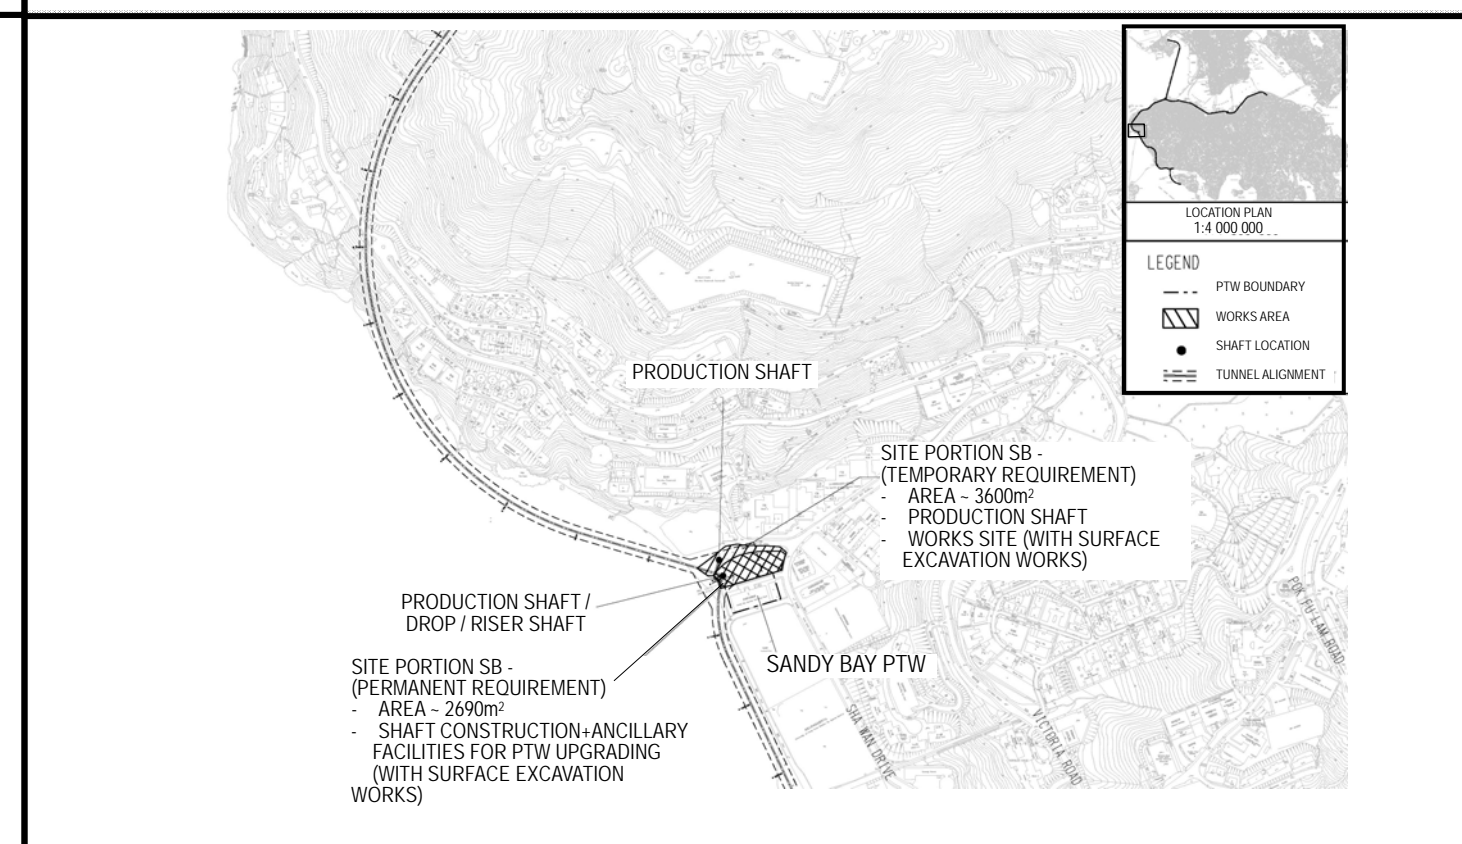 LOCATION PLAN
1:4 000 000
LEGEND
PTW BOUNDARY
WORKS AREA
SHAFT LOCATION
TUNNEL ALIGNMENT
PRODUCTION SHAFT
SITE PORTION SB -
(TEMPORARY REQUIREMENT)
- AREA ~ 3600m²
- PRODUCTION SHAFT
- WORKS SITE (WITH SURFACE
EXCAVATION WORKS)
PRODUCTION SHAFT /
DROP / RISER SHAFT
SITE PORTION SB -
(PERMANENT REQUIREMENT)
- AREA ~ 2690m²
- SHAFT CONSTRUCTION+ANCILLARY
FACILITIES FOR PTW UPGRADING
(WITH SURFACE EXCAVATION
WORKS)
SANDY BAY PTW
SHA WAN DRIVE
VICTORIA ROAD
POK FU LAM ROAD